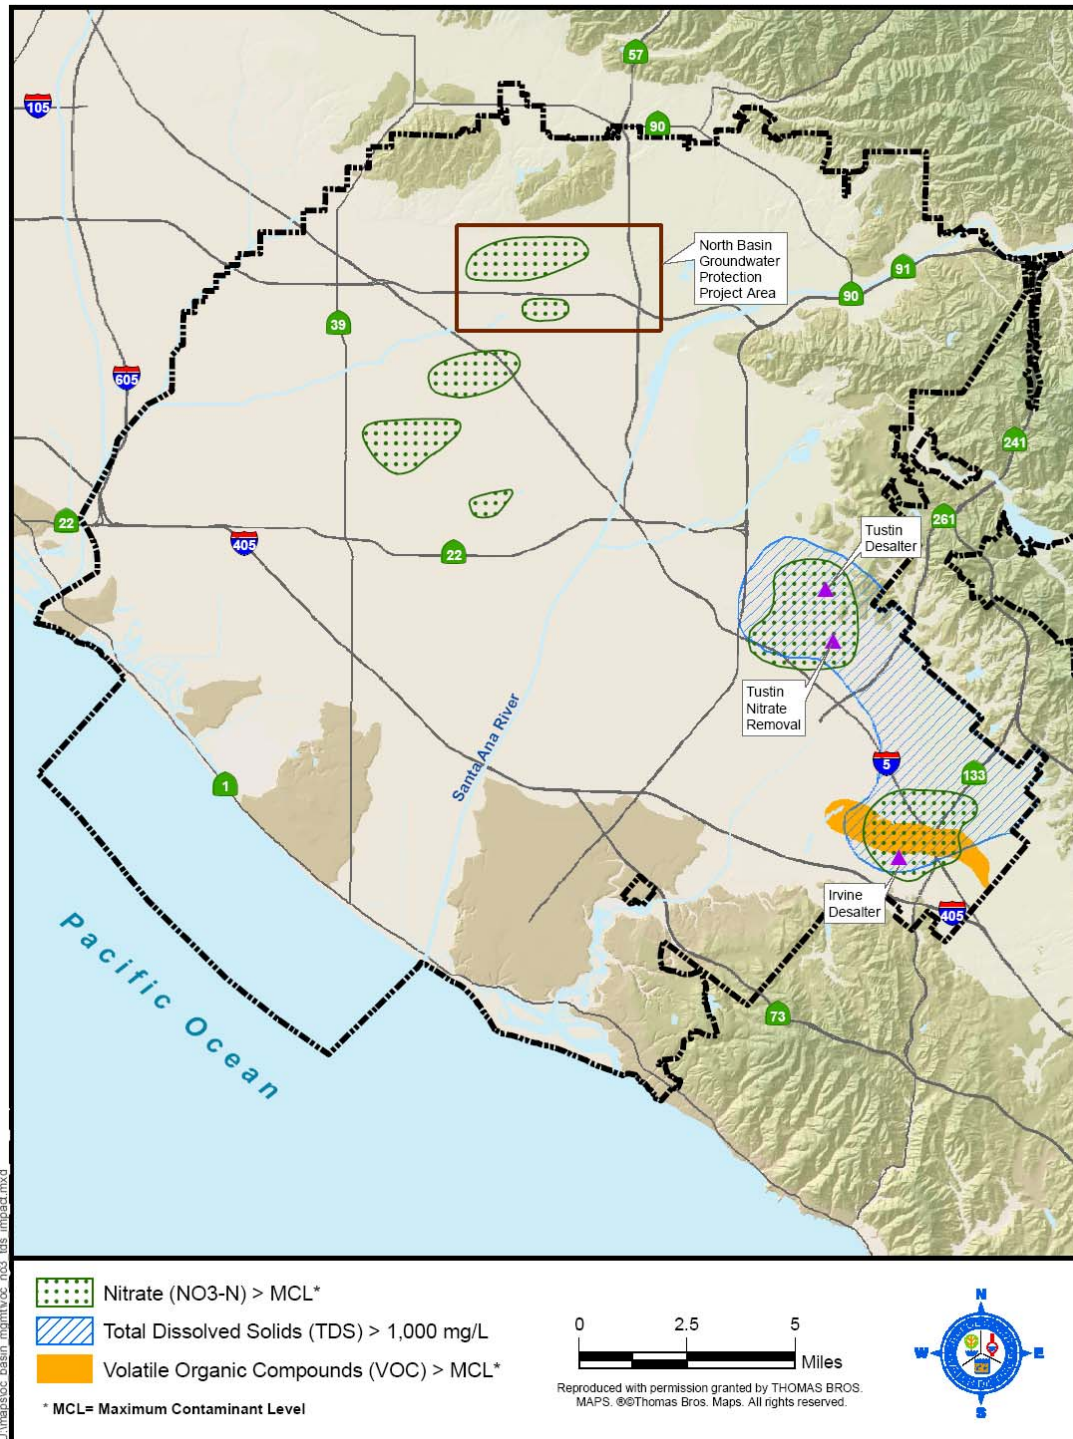 57
105
90
North Basin
Groundwater
Protection
Project Area
91
90
39
605
241
22
405
22
261
Tustin
Desalter
Tustin
Nitrate
Removal
Santa Ana River
5
133
1
Irvine
Desalter
405
73
Pacific Ocean
Nitrate (NO3-N) > MCL*
Total Dissolved Solids (TDS) > 1,000 mg/L
Volatile Organic Compounds (VOC) > MCL*
* MCL= Maximum Contaminant Level
0 2.5 5
Miles
Reproduced with permission granted by THOMAS BROS.
MAPS. ®©Thomas Bros. Maps. All rights reserved.
N
W E
S